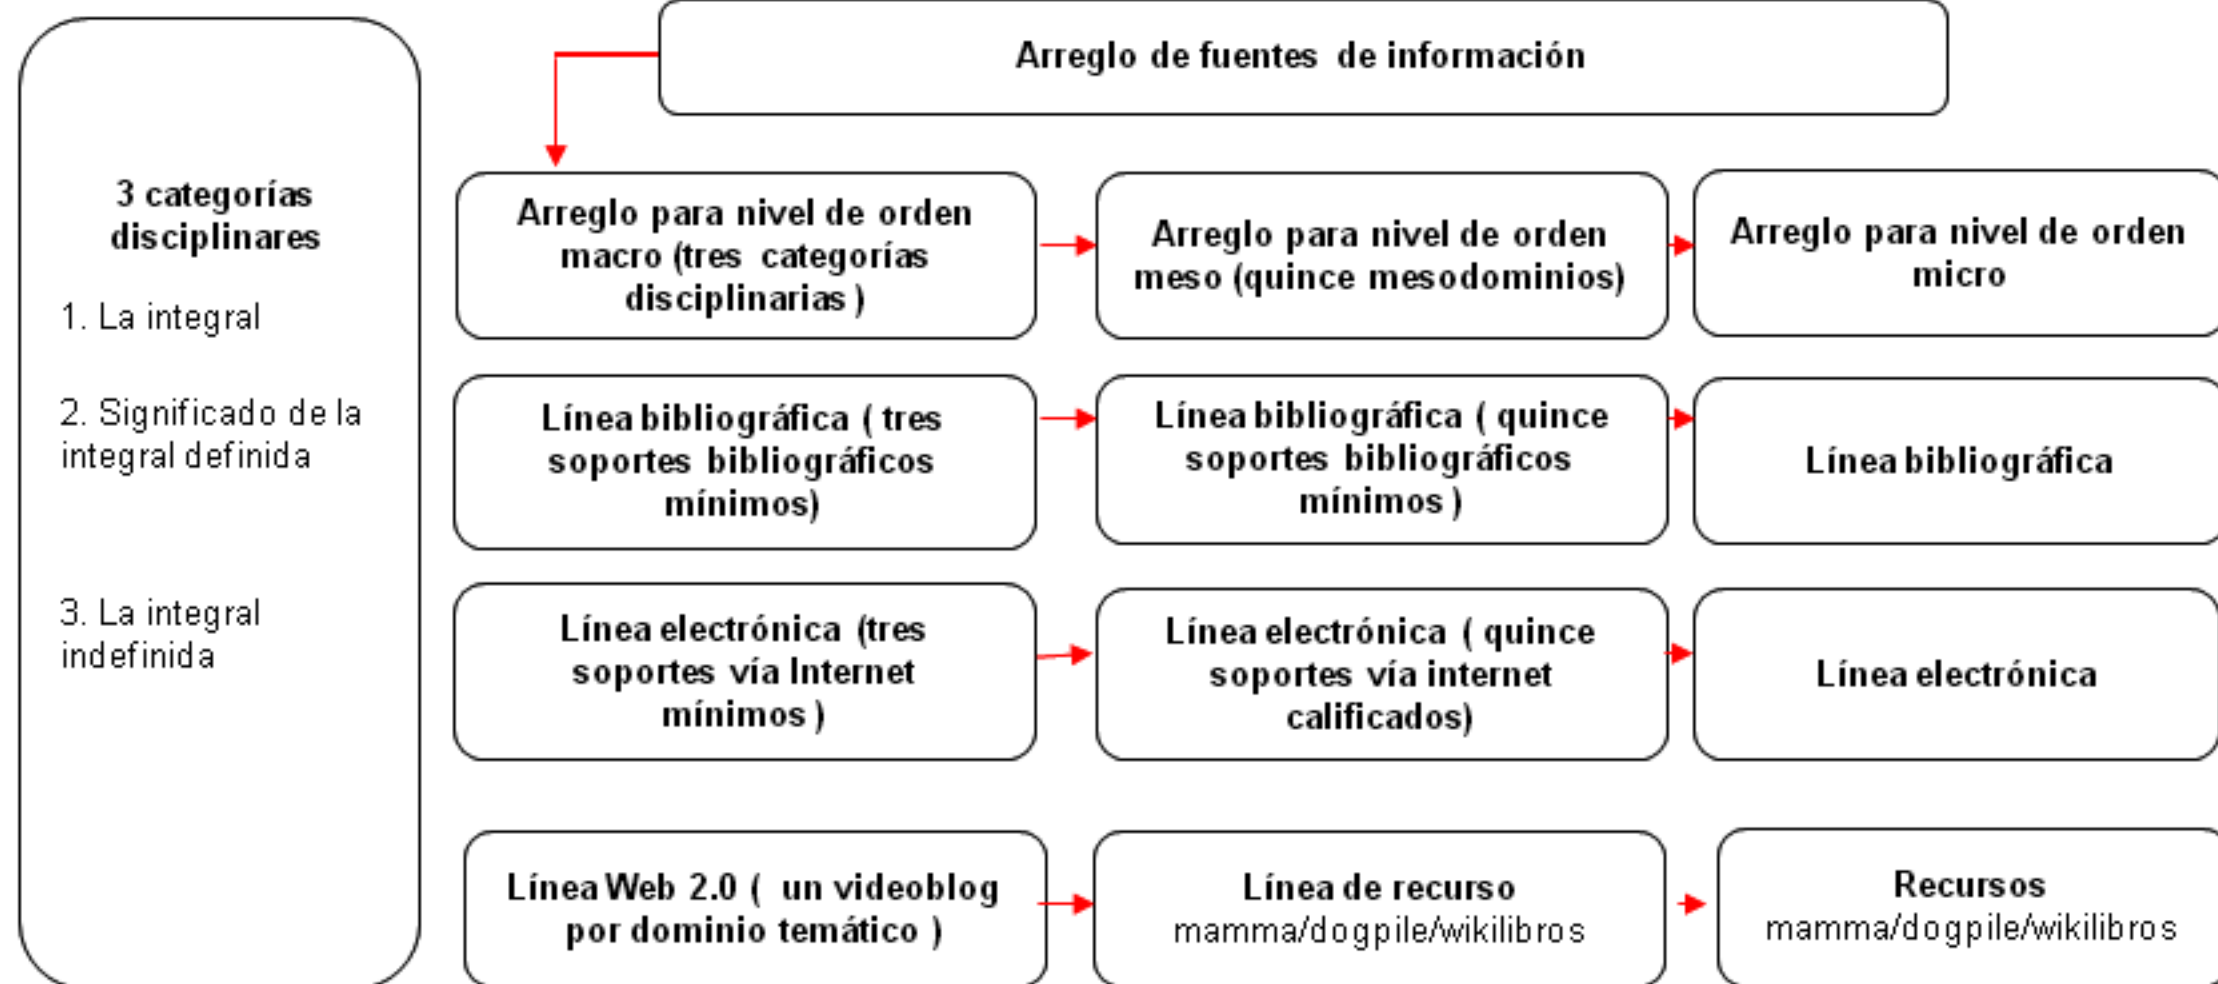 Arreglo de fuentes de información
3 categorías
disciplinares
1. La integral
2. Significado de la
integral definida
3. La integral
indefinida
Arreglo para nivel de orden
macro (tres categorías
disciplinarias )
Arreglo para nivel de orden
meso (quince mesodominios)
Arreglo para nivel de orden
micro
Línea bibliográfica ( tres
soportes bibliográficos
mínimos)
Línea bibliográfica ( quince
soportes bibliográficos
mínimos )
Línea bibliográfica
Línea electrónica (tres
soportes vía Internet
mínimos )
Línea electrónica ( quince
soportes vía internet
calificados)
Línea electrónica
Línea Web 2.0 ( un videoblog
por dominio temático )
Línea de recurso
mamma/dogpile/wikilibros
Recursos
mamma/dogpile/wikilibros